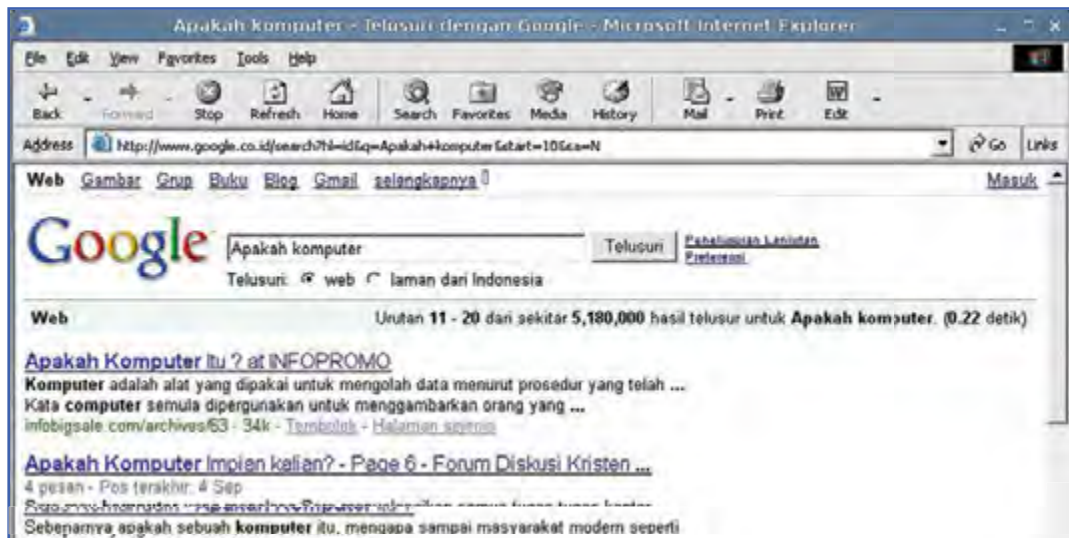 Apakah komputer - Telusuri dengan Google - Microsoft Internet Explorer
File Edit View Favorites Tools Help
Back Forward Stop Refresh Home Search Favorites Media History Mail Print Edit
Address http://www.google.co.id/search?hl=id&q=Apakah+komputer&start=10&sa=N Go Links
Web Gambar Grup Buku Blog Gmail selengkapnya Masuk
Google Apakah komputer Telusuri Penelusuran Lanjutan
Preferensi
Telusuri: web laman dari Indonesia
Web Urutan 11 - 20 dari sekitar 5,180,000 hasil telusur untuk Apakah komputer. (0.22 detik)
Apakah Komputer Itu ? at INFOPROMO
Komputer adalah alat yang dipakai untuk mengolah data menurut prosedur yang telah ...
Kata computer semula dipergunakan untuk menggambarkan orang yang ...
infobigsale.com/archives/63 - 34k - Tembolok - Halaman sejenis
Apakah Komputer Impian kalian? - Page 6 - Forum Diskusi Kristen ...
4 pesan - Pos terakhir: 4 Sep
Sebenarnya apakah sebuah komputer itu, mengapa sampai masyarakat modern seperti